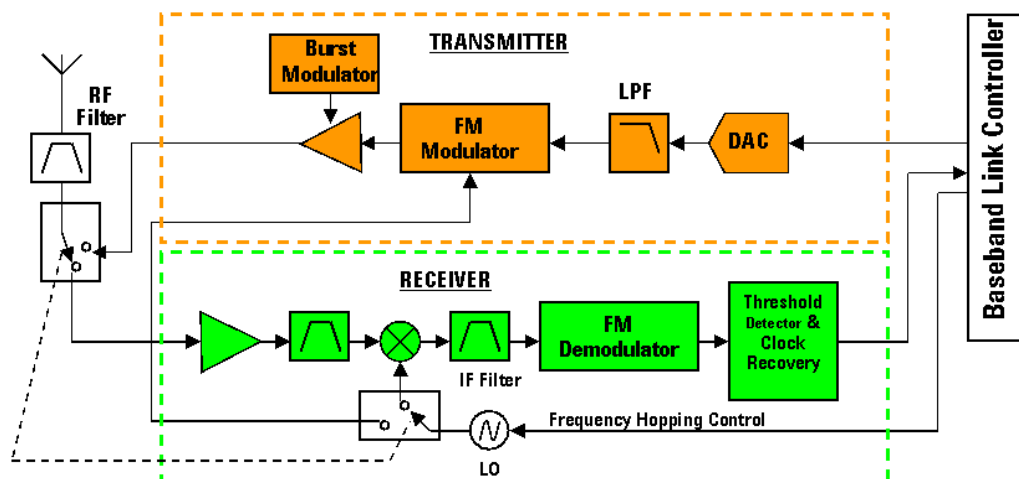 TRANSMITTER
Burst
Modulator
RF
Filter
LPF
FM
Modulator
DAC
Baseband Link Controller
RECEIVER
Threshold
Detector &
Clock
Recovery
FM
Demodulator
IF Filter
Frequency Hopping Control
LO